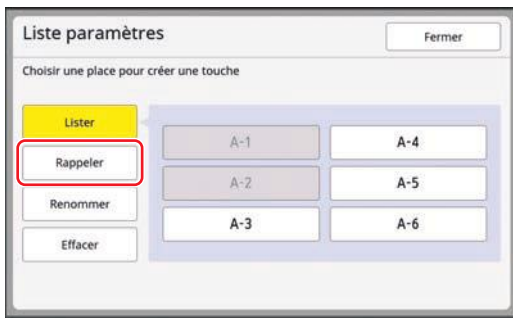 Liste paramètres
Fermer
Choisir une place pour créer une touche
Lister
Rappeler
Renommer
Effacer
A-1
A-2
A-3
A-4
A-5
A-6